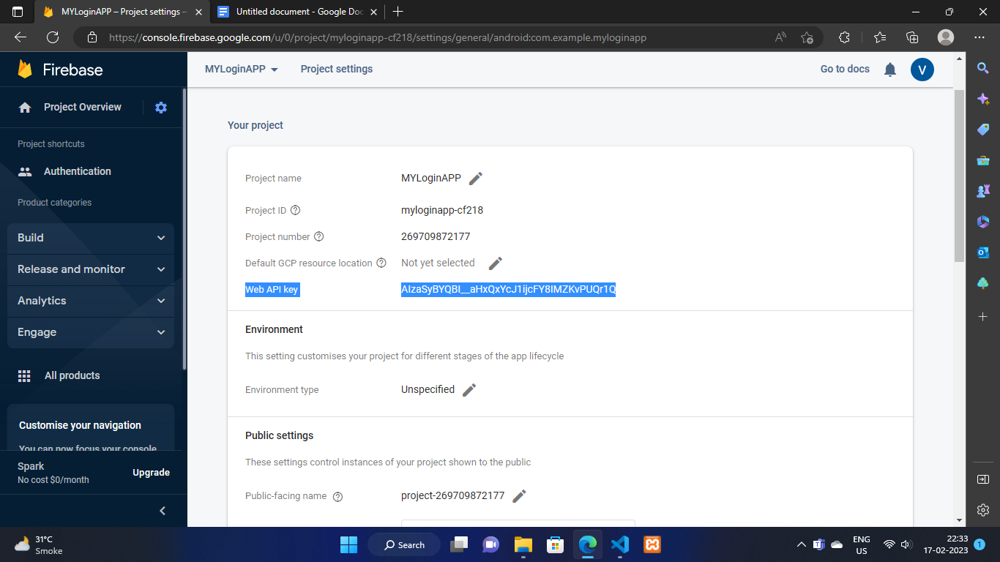 MYLoginAPP – Project settings –
Untitled document - Google Doc
https://console.firebase.google.com/u/0/project/myloginapp-cf218/settings/general/android:com.example.myloginapp
Firebase
MYLoginAPP
Project settings
Go to docs
V
Project Overview
Project shortcuts
Authentication
Product categories
Build
Release and monitor
Analytics
Engage
All products
Customise your navigation
You can now focus your console
Spark
No cost $0/month
Upgrade
Your project
Project name
MYLoginAPP
Project ID
myloginapp-cf218
Project number
269709872177
Default GCP resource location
Not yet selected
Web API key
AIzaSyBYQBI__aHxQxYcJ1ijcFY8IMZKvPUQr1Q
Environment
This setting customises your project for different stages of the app lifecycle
Environment type
Unspecified
Public settings
These settings control instances of your project shown to the public
Public-facing name
project-269709872177
31°C
Smoke
Search
ENG
US
22:33
17-02-2023
1